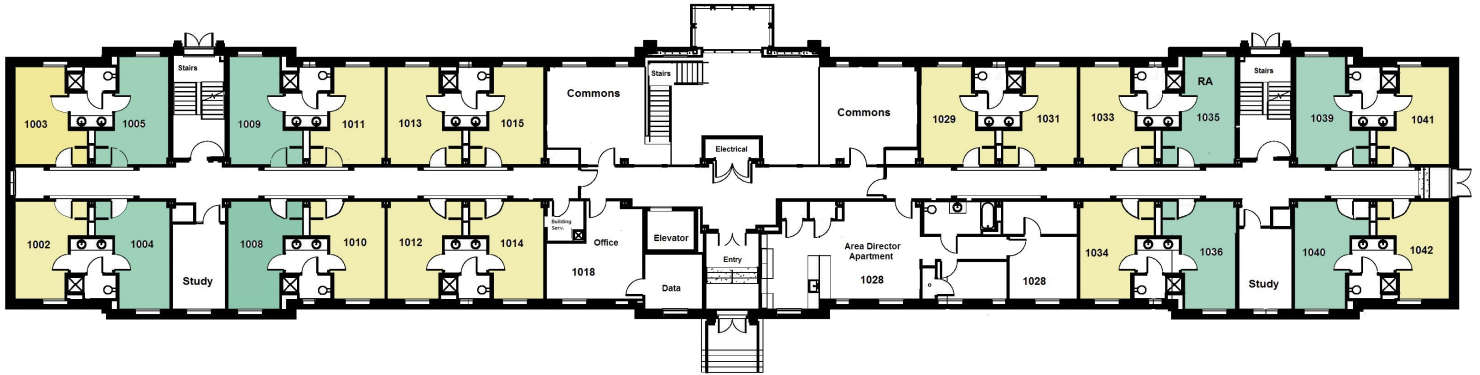 Stairs
Stairs
Stairs
RA
Commons
Commons
1003
1005
1009
1011
1013
1015
1029
1031
1033
1035
1039
1041
Electrical
Building
Serv.
Office
Elevator
Entry
Area Director
Apartment
1002
1004
1008
1010
1012
1014
1018
1028
1028
1034
1036
1040
1042
Study
Data
Study